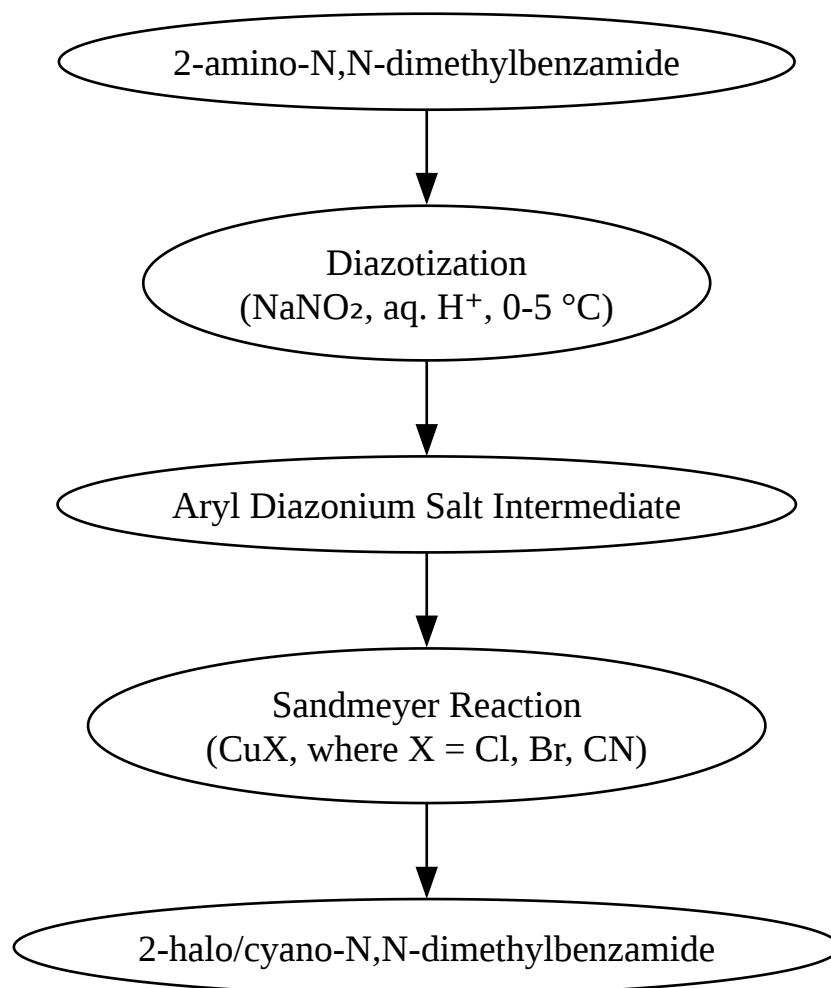 2-amino-N,N-dimethylbenzamide
Diazotization
(NaNO₂, aq. H⁺, 0-5 °C)
Aryl Diazonium Salt Intermediate
Sandmeyer Reaction
(CuX, where X = Cl, Br, CN)
2-halo/cyano-N,N-dimethylbenzamide